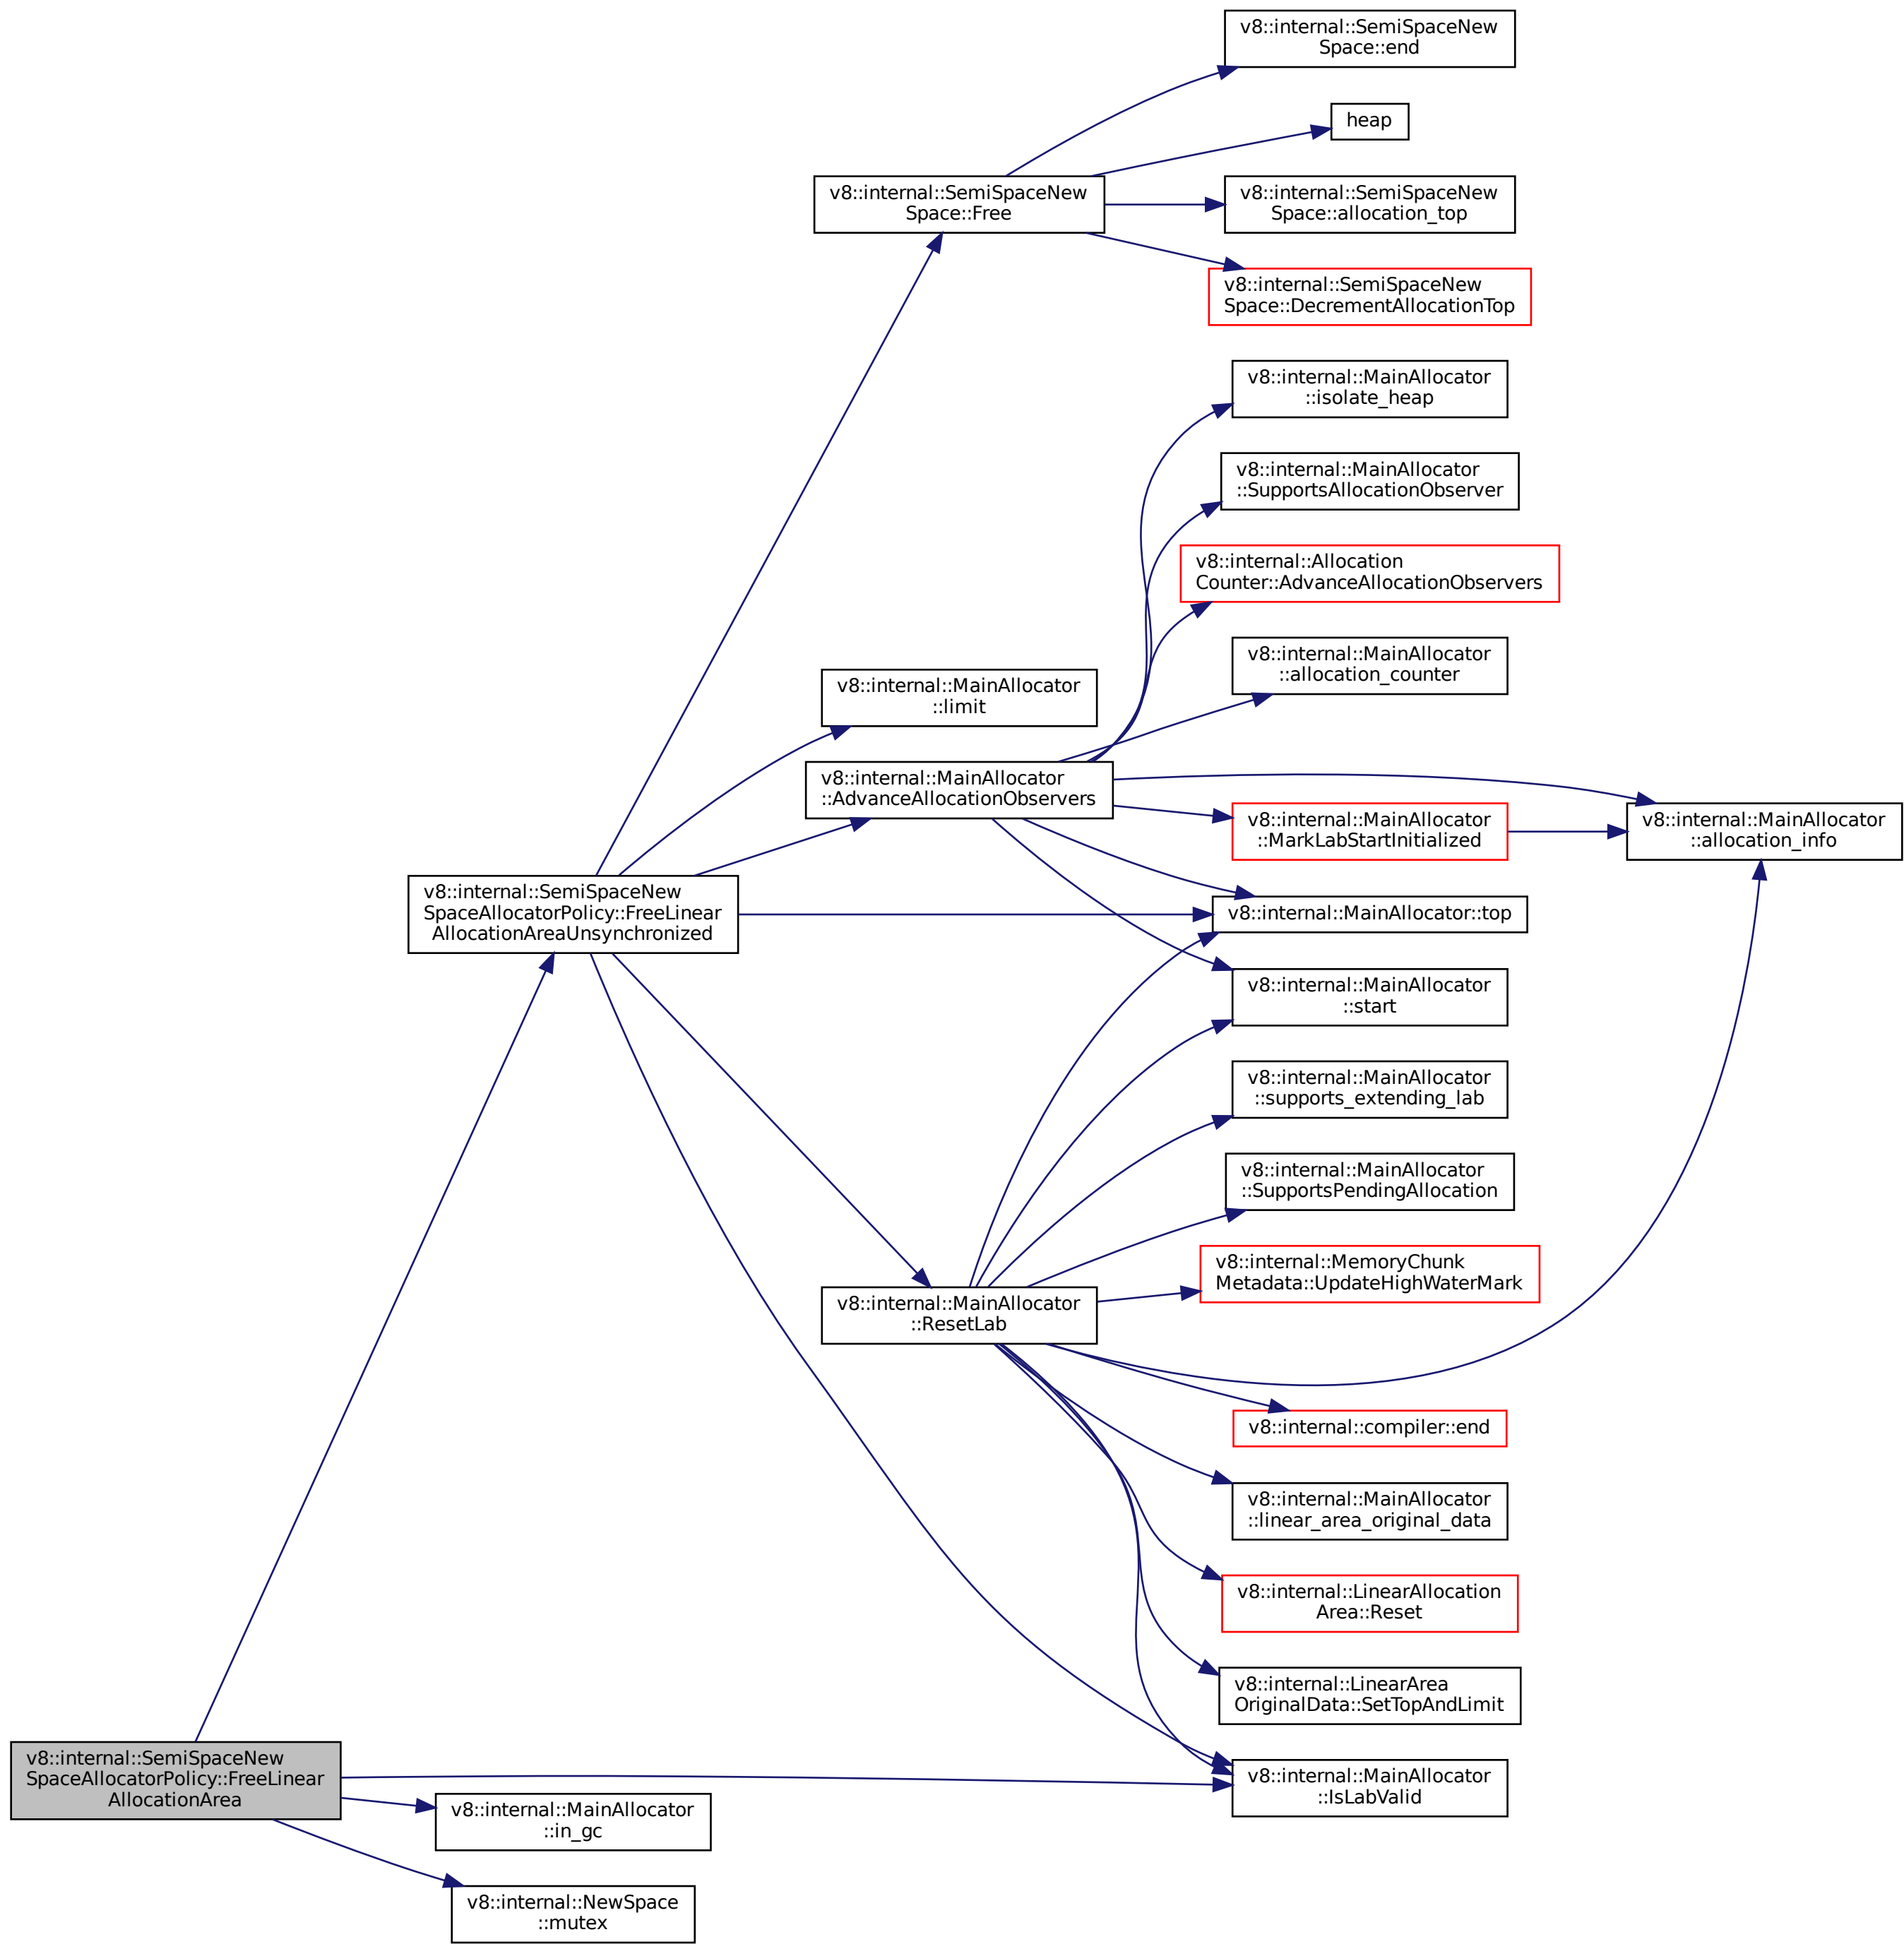 v8::internal::SemiSpaceNew
Space::end
heap
v8::internal::SemiSpaceNew
Space::Free
v8::internal::SemiSpaceNew
Space::allocation_top
v8::internal::SemiSpaceNew
Space::DecrementAllocationTop
v8::internal::MainAllocator
::isolate_heap
v8::internal::MainAllocator
::SupportsAllocationObserver
v8::internal::Allocation
Counter::AdvanceAllocationObservers
v8::internal::MainAllocator
::allocation_counter
v8::internal::MainAllocator
::limit
v8::internal::MainAllocator
::AdvanceAllocationObservers
v8::internal::MainAllocator
::MarkLabStartInitialized
v8::internal::MainAllocator
::allocation_info
v8::internal::SemiSpaceNew
SpaceAllocatorPolicy::FreeLinear
AllocationAreaUnsynchronized
v8::internal::MainAllocator::top
v8::internal::MainAllocator
::start
v8::internal::MainAllocator
::supports_extending_lab
v8::internal::MainAllocator
::SupportsPendingAllocation
v8::internal::MemoryChunk
Metadata::UpdateHighWaterMark
v8::internal::MainAllocator
::ResetLab
v8::internal::compiler::end
v8::internal::MainAllocator
::linear_area_original_data
v8::internal::LinearAllocation
Area::Reset
v8::internal::LinearArea
OriginalData::SetTopAndLimit
v8::internal::SemiSpaceNew
SpaceAllocatorPolicy::FreeLinear
AllocationArea
v8::internal::MainAllocator
::IsLabValid
v8::internal::MainAllocator
::in_gc
v8::internal::NewSpace
::mutex